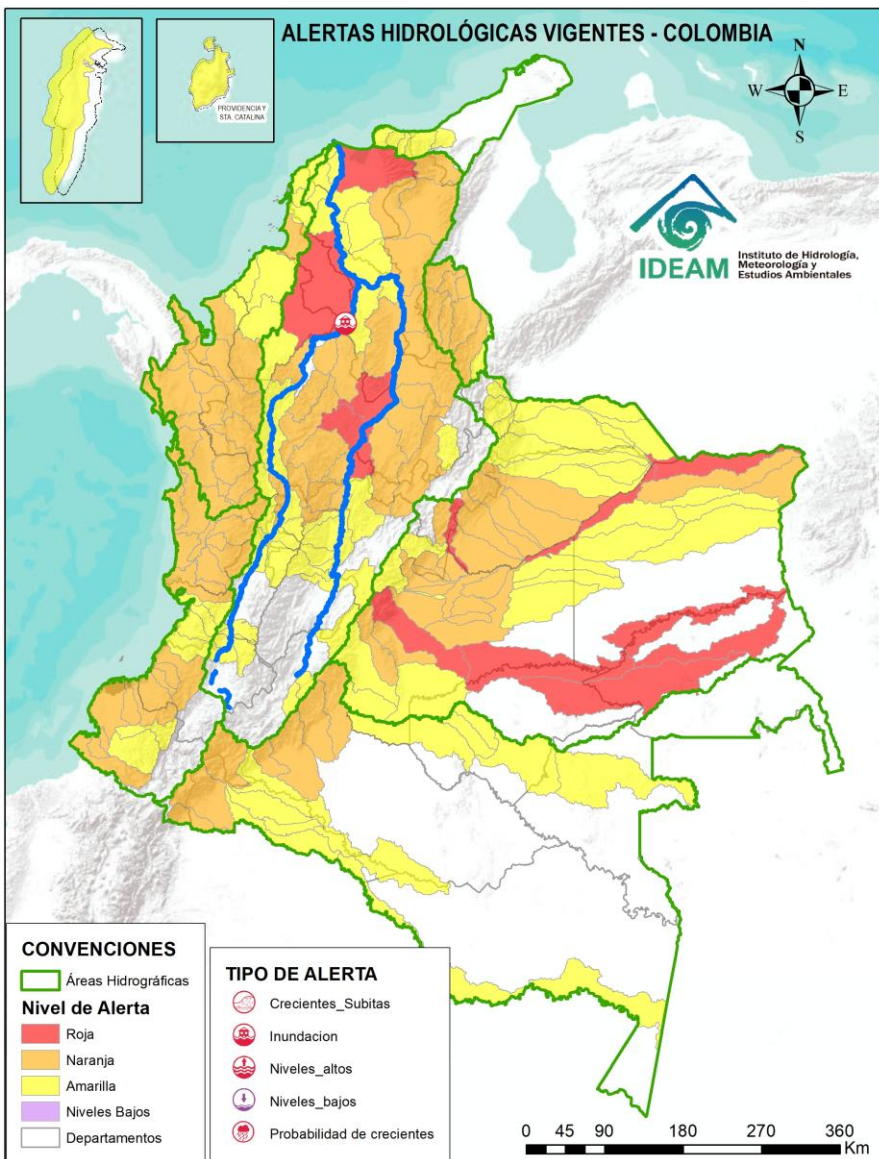 ALERTAS HIDROLÓGICAS VIGENTES - COLOMBIA
PROVIDENCIA Y
STA. CATALINA
N
W
E
S
IDEAM
Instituto de Hidrología,
Meteorología y
Estudios Ambientales
CONVENCIONES
Áreas Hidrográficas
Nivel de Alerta
Roja
Naranja
Amarilla
Niveles Bajos
Departamentos
TIPO DE ALERTA
Crecientes_Subitas
Inundacion
Niveles_altos
Niveles_bajos
Probabilidad de crecientes
0 45 90 180 270 360
Km